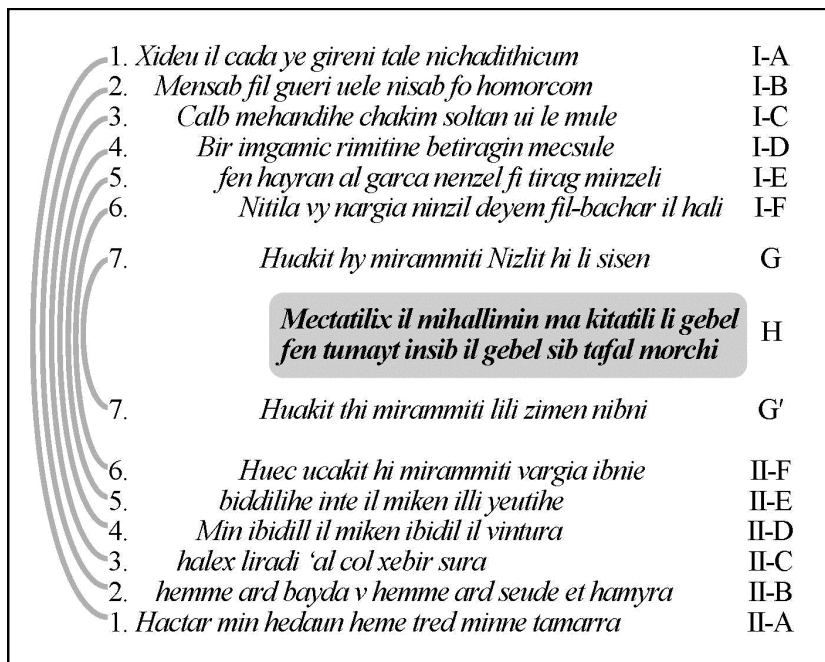 1. Xideu il cada ye gireni tale nichadithicum I-A
2. Mensab fil gueri uele nisab fo homorcom I-B
3. Calb mehandihe chakim soltan ui le mule I-C
4. Bir imgamic rimitine betiragin mecsule I-D
5. fen hayran al garca nenzel fi tirag minzeli I-E
6. Nitila vy nargia ninzil deyem fil-bachar il hali I-F
7. Huakit hy mirammiti Nizlit hi li sisen G
Mectatilix il mihallimin ma kitatili li gebel H
fen tumayt insib il gebel sib tafal morchi
7. Huakit thi mirammiti lili zimen nibni G'
6. Huec ucakit hi mirammiti vargia ibnie II-F
5. biddilihe inte il miken illi yeutihe II-E
4. Min ibidill il miken ibidil il vintura II-D
3. halex liradi ‘al col xebir sura II-C
2. hemme ard bayda v hemme ard seude et hamyra II-B
1. Hactar min hedaun heme tred minne tamarra II-A